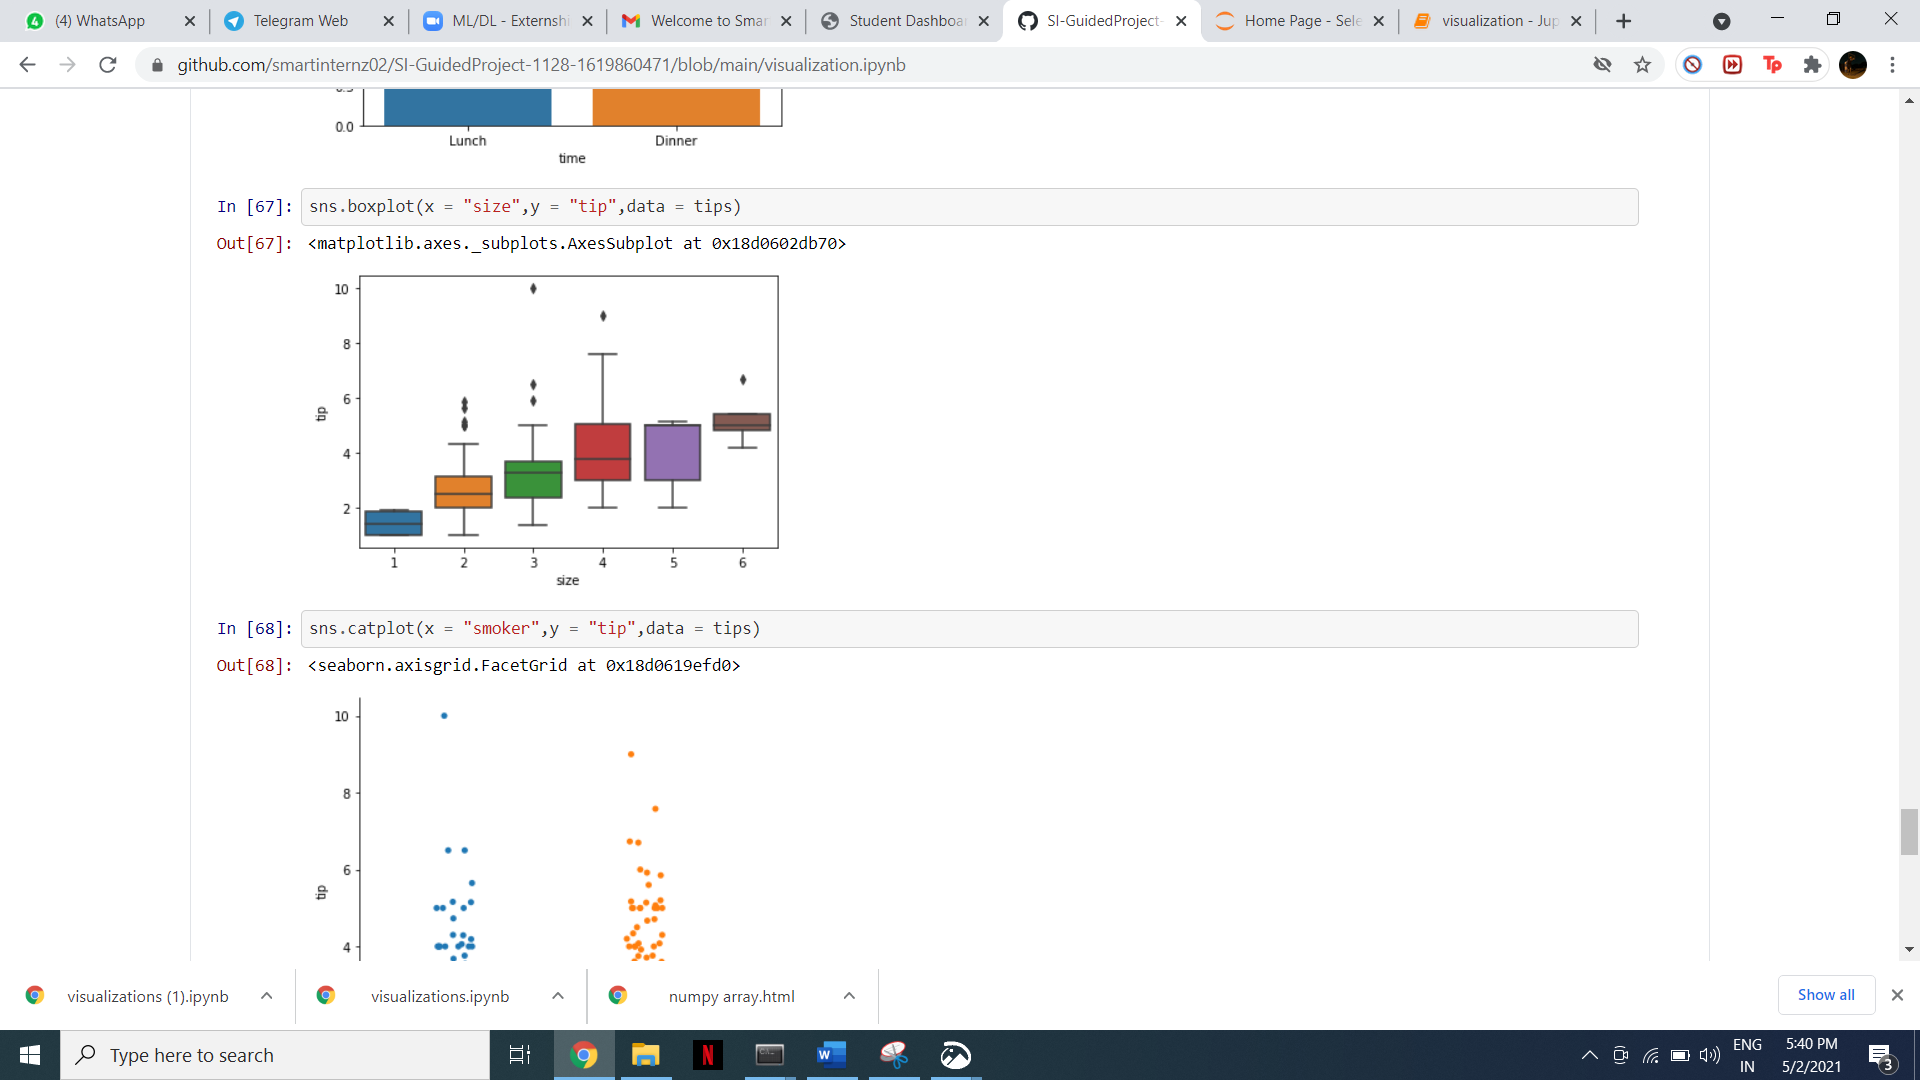 (4) WhatsApp
Telegram Web
ML/DL - Externshi
Welcome to Smar
Student Dashboar
SI-GuidedProject-
Home Page - Sele
visualization - Jup
github.com/smartinternz02/SI-GuidedProject-1128-1619860471/blob/main/visualization.ipynb
Tp
0.0
Lunch
Dinner
time
In [67]: sns.boxplot(x = "size",y = "tip",data = tips)
Out[67]: <matplotlib.axes._subplots.AxesSubplot at 0x18d0602db70>
10
8
6
4
2
tip
1 2 3 4 5 6
size
In [68]: sns.catplot(x = "smoker",y = "tip",data = tips)
Out[68]: <seaborn.axisgrid.FacetGrid at 0x18d0619efd0>
10
8
6
4
tip
visualizations (1).ipynb
visualizations.ipynb
numpy array.html
Show all
Type here to search
N
W
ENG
IN
5:40 PM
5/2/2021
3